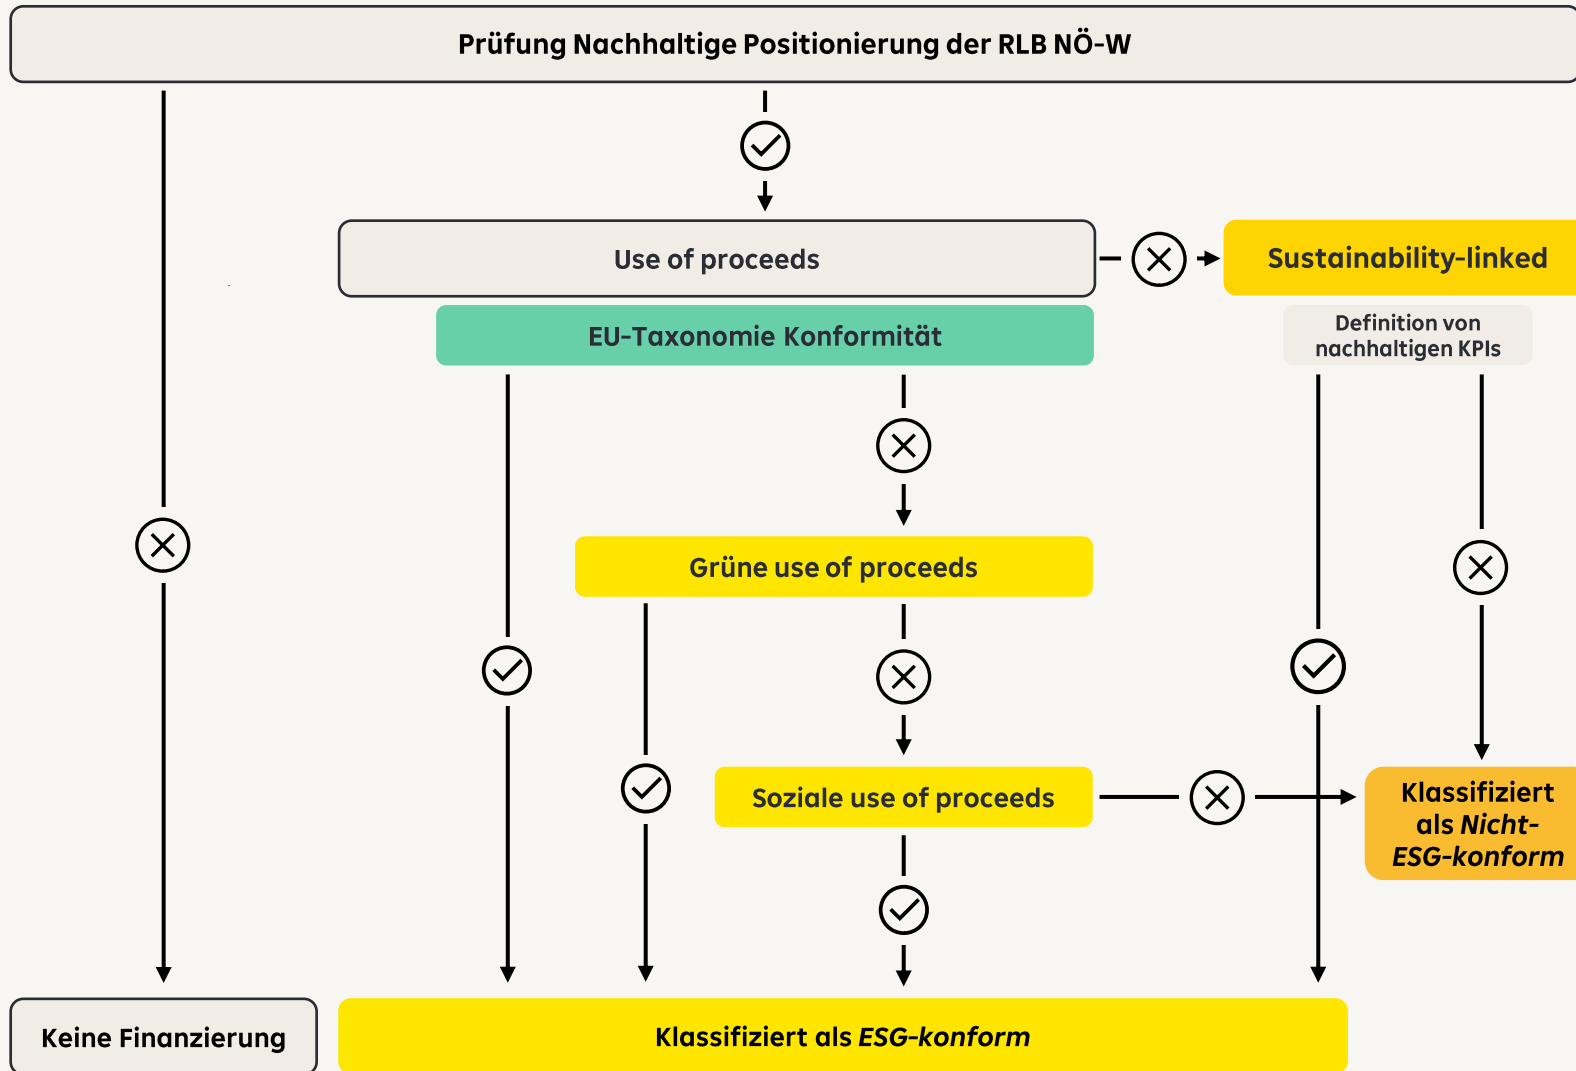 Prüfung Nachhaltige Positionierung der RLB NÖ-W
Use of proceeds
Sustainability-linked
EU-Taxonomie Konformität
Definition von
nachhaltigen KPIs
Grüne use of proceeds
Soziale use of proceeds
Klassifiziert
als Nicht-
ESG-konform
Keine Finanzierung
Klassifiziert als ESG-konform